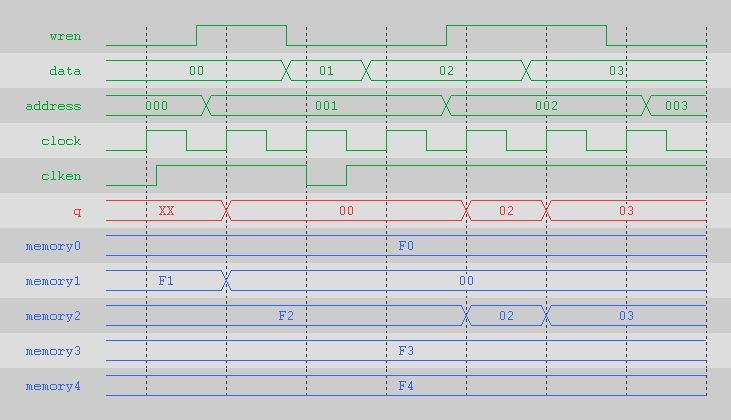 wren
data 00 01 02 03
address 000 001 002 003
clock
clken
q XX 00 02 03
memory0 F0
memory1 F1 00
memory2 F2 02 03
memory3 F3
memory4 F4